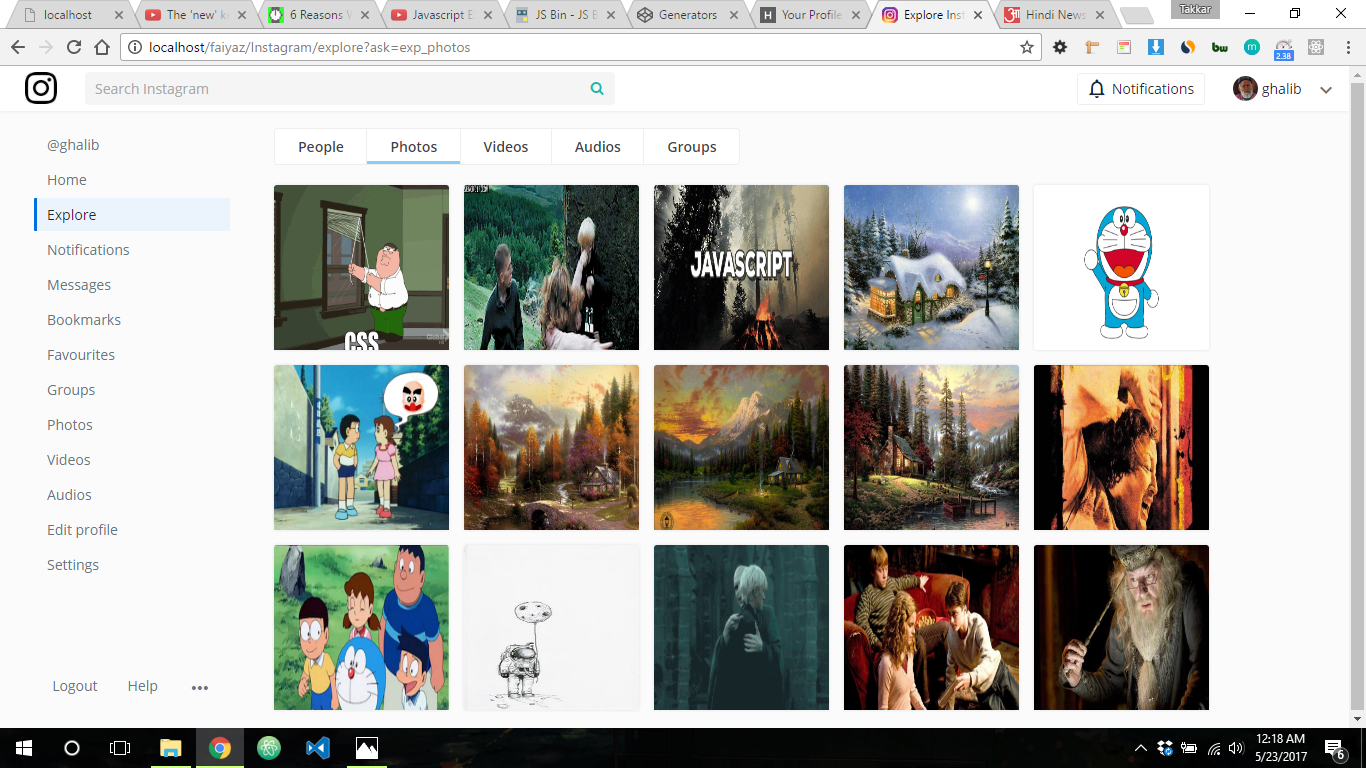 localhost
The 'new' k
6 Reasons V
Javascript E
JS Bin - JS B
Generators
Your Profile
Explore Inst
Hindi News
Takkar
localhost/faiyaz/Instagram/explore?ask=exp_photos
bw
m
2.38
Search Instagram
Notifications
ghalib
@ghalib
Home
Explore
Notifications
Messages
Bookmarks
Favourites
Groups
Photos
Videos
Audios
Edit profile
Settings
Logout
Help
People
Photos
Videos
Audios
Groups
CSS
JAVASCRIPT
12:18 AM
5/23/2017
6